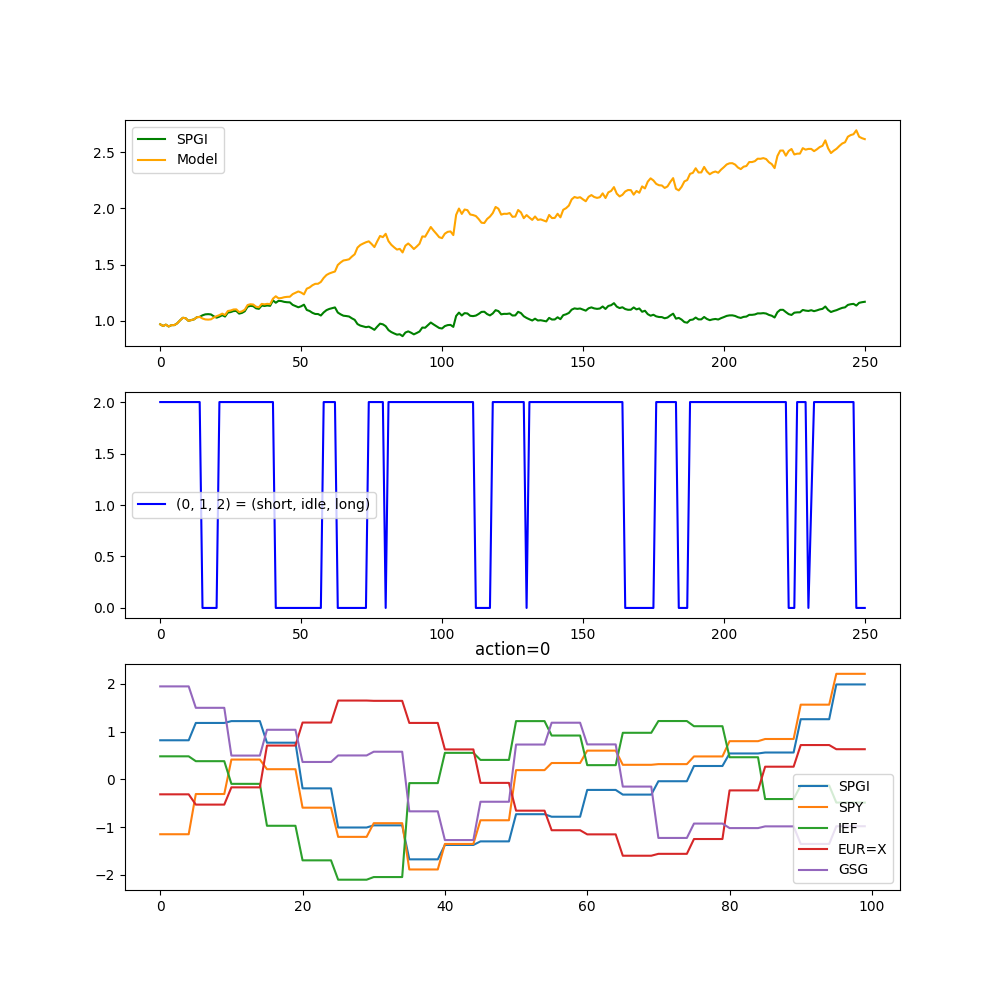 SPGI
Model
2.5
2.0
1.5
1.0
0 50 100 150 200 250
2.0
1.5
1.0
0.5
0.0
(0, 1, 2) = (short, idle, long)
0 50 100 150 200 250
action=0
2
1
0
−1
−2
SPGI
SPY
IEF
EUR=X
GSG
0 20 40 60 80 100